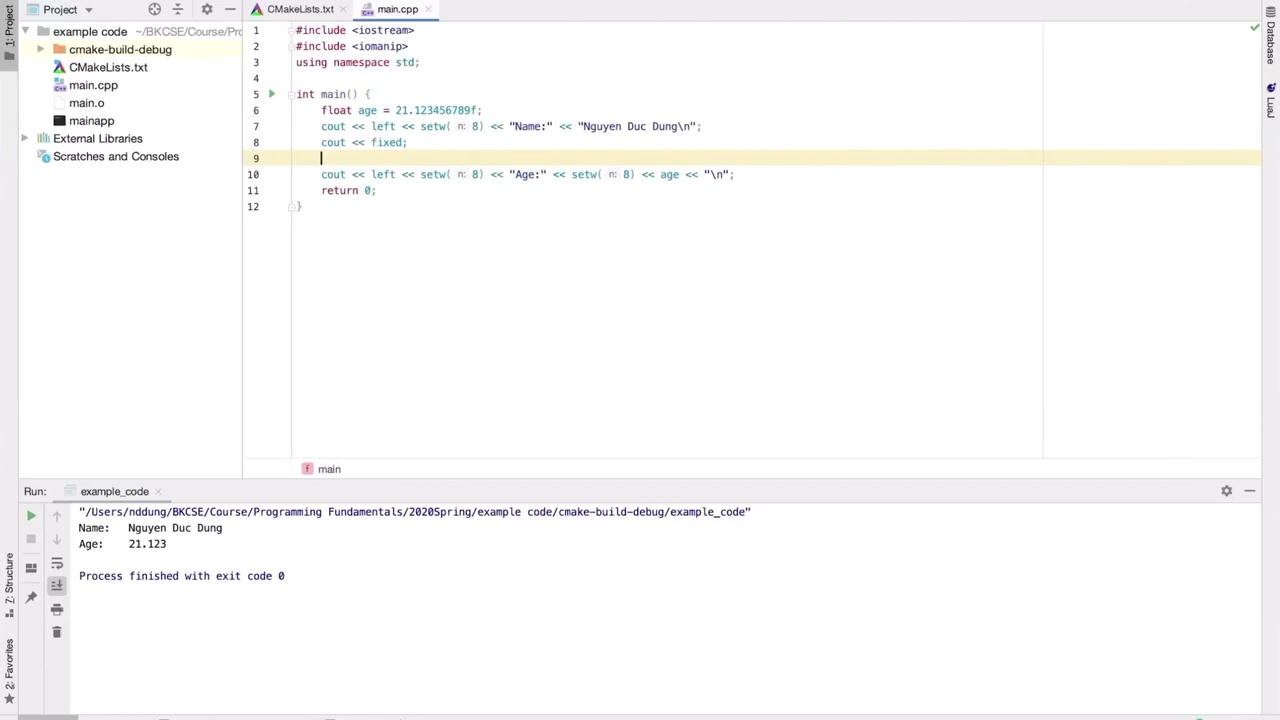 1: Project
Project
CMakeLists.txt
main.cpp
example code ~/BKCSE/Course/Pro
cmake-build-debug
CMakeLists.txt
main.cpp
main.o
mainapp
External Libraries
Scratches and Consoles
1 #include <iostream>
2 #include <iomanip>
3 using namespace std;
4
5 int main() {
6 float age = 21.123456789f;
7 cout << left << setw( n: 8) << "Name:" << "Nguyen Duc Dung\n";
8 cout << fixed;
9
10 cout << left << setw( n: 8) << "Age:" << setw( n: 8) << age << "\n";
11 return 0;
12 }
f main
Database
LuaJ
Run: example_code
"/Users/nddung/BKCSE/Course/Programming Fundamentals/2020Spring/example code/cmake-build-debug/example_code"
Name: Nguyen Duc Dung
Age: 21.123
Process finished with exit code 0
7: Structure
2: Favorites